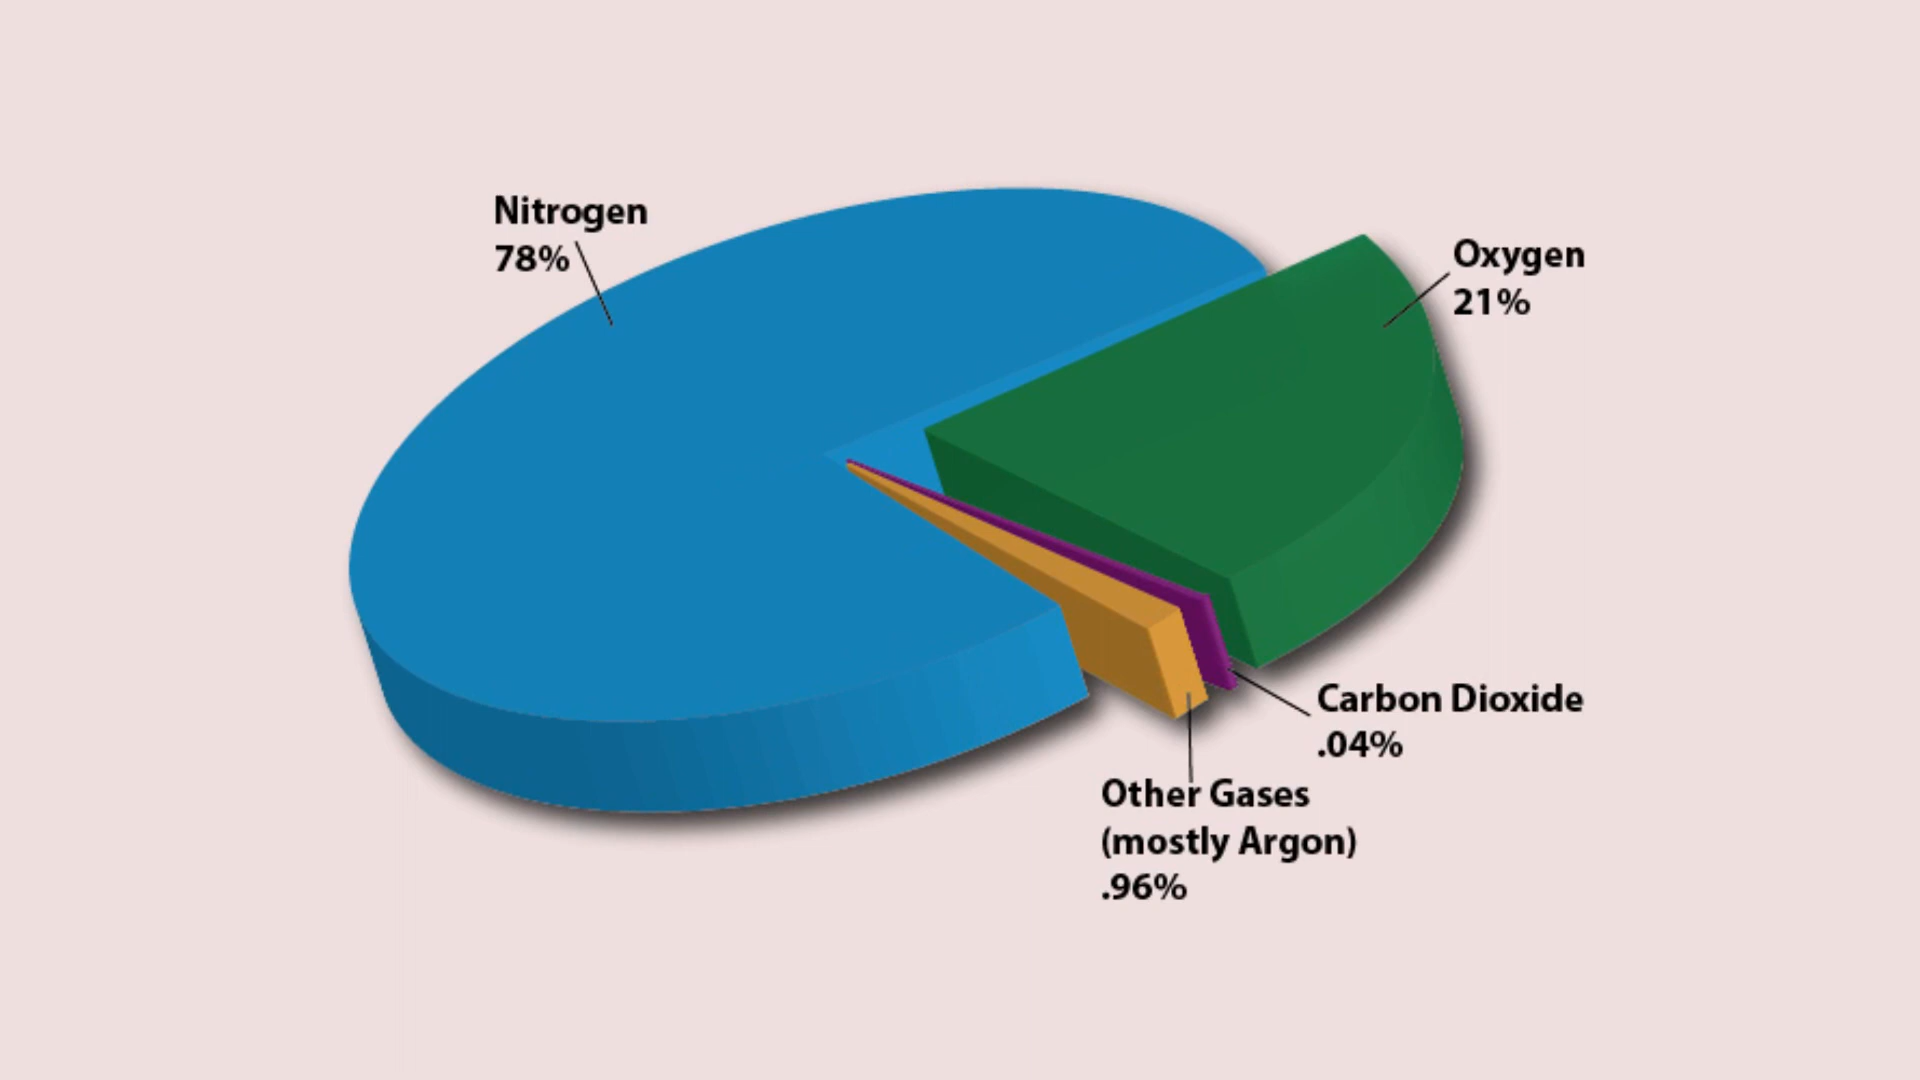 Nitrogen
78%
Oxygen
21%
Carbon Dioxide
.04%
Other Gases
(mostly Argon)
.96%